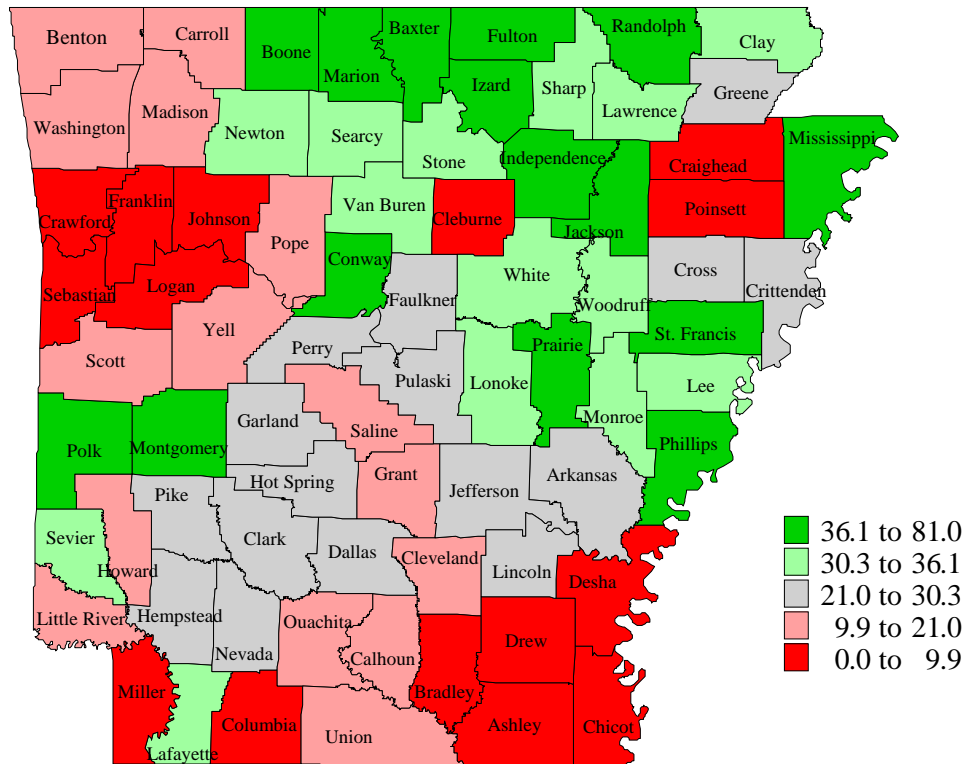 Benton
Carroll
Boone
Marion
Baxter
Fulton
Randolph
Clay
Izard
Sharp
Greene
Washington
Madison
Newton
Searcy
Stone
Lawrence
Mississippi
Independence
Craighead
Crawford
Franklin
Johnson
Pope
Van Buren
Cleburne
Jackson
Poinsett
Conway
Sebastian
Logan
Faulkner
White
Woodruff
Cross
Crittenden
Scott
Yell
Perry
Pulaski
Lonoke
Prairie
St. Francis
Lee
Polk
Montgomery
Garland
Saline
Monroe
Phillips
Hot Spring
Grant
Jefferson
Arkansas
Pike
Clark
Dallas
Sevier
Howard
Cleveland
Lincoln
Desha
Little River
Hempstead
Nevada
Ouachita
Calhoun
Drew
Miller
Lafayette
Columbia
Union
Bradley
Ashley
Chicot
36.1 to 81.0
30.3 to 36.1
21.0 to 30.3
9.9 to 21.0
0.0 to 9.9